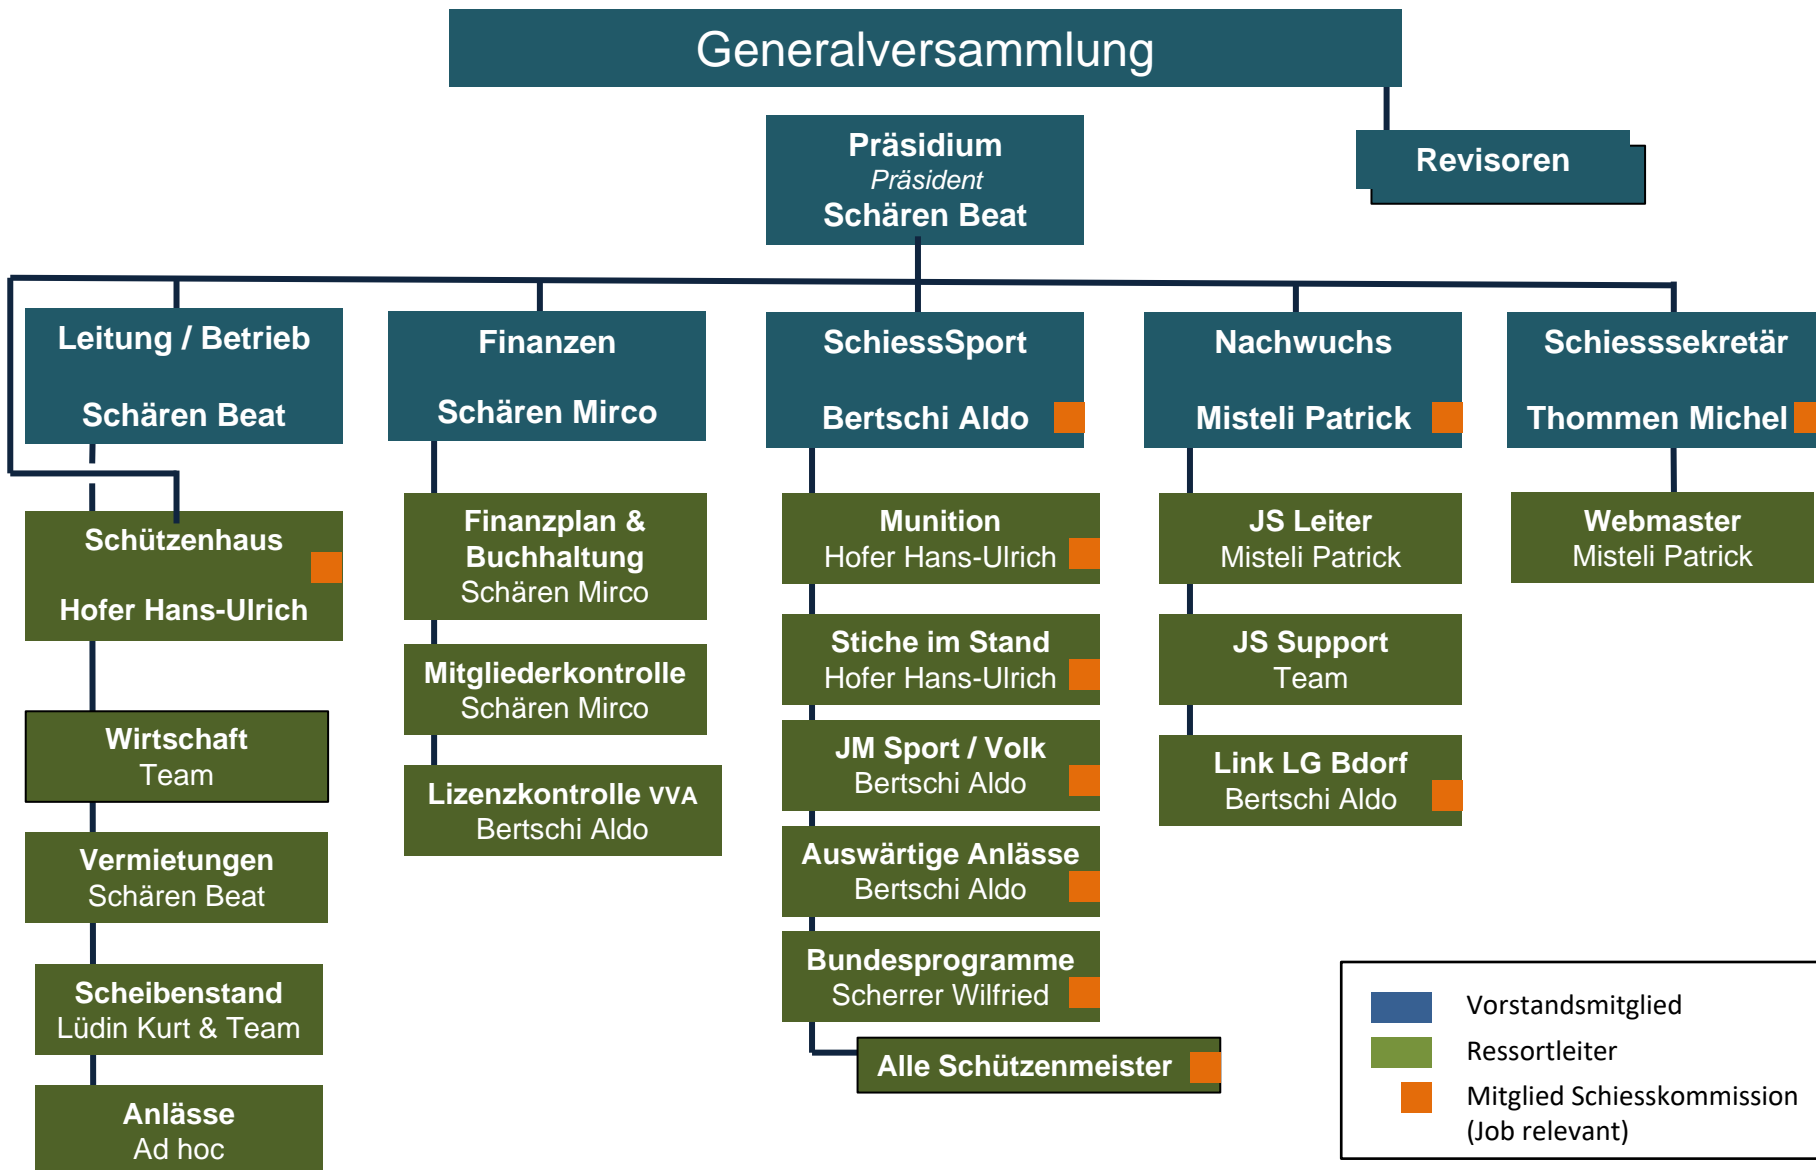 Generalversammlung
Präsidium
Präsident
Schären Beat
Revisoren
Leitung / Betrieb
Schären Beat
Finanzen
Schären Mirco
SchiessSport
Bertschi Aldo
Nachwuchs
Misteli Patrick
Schiesssekretär
Thommen Michel
Schützenhaus
Hofer Hans-Ulrich
Wirtschaft
Team
Vermietungen
Schären Beat
Scheibenstand
Lüdin Kurt & Team
Anlässe
Ad hoc
Finanzplan &
Buchhaltung
Schären Mirco
Mitgliederkontrolle
Schären Mirco
Lizenzkontrolle VVA
Bertschi Aldo
Munition
Hofer Hans-Ulrich
Stiche im Stand
Hofer Hans-Ulrich
JM Sport / Volk
Bertschi Aldo
Auswärtige Anlässe
Bertschi Aldo
Bundesprogramme
Scherrer Wilfried
Alle Schützenmeister
JS Leiter
Misteli Patrick
JS Support
Team
Link LG Bdorf
Bertschi Aldo
Webmaster
Misteli Patrick
Vorstandsmitglied
Ressortleiter
Mitglied Schiesskommission
(Job relevant)